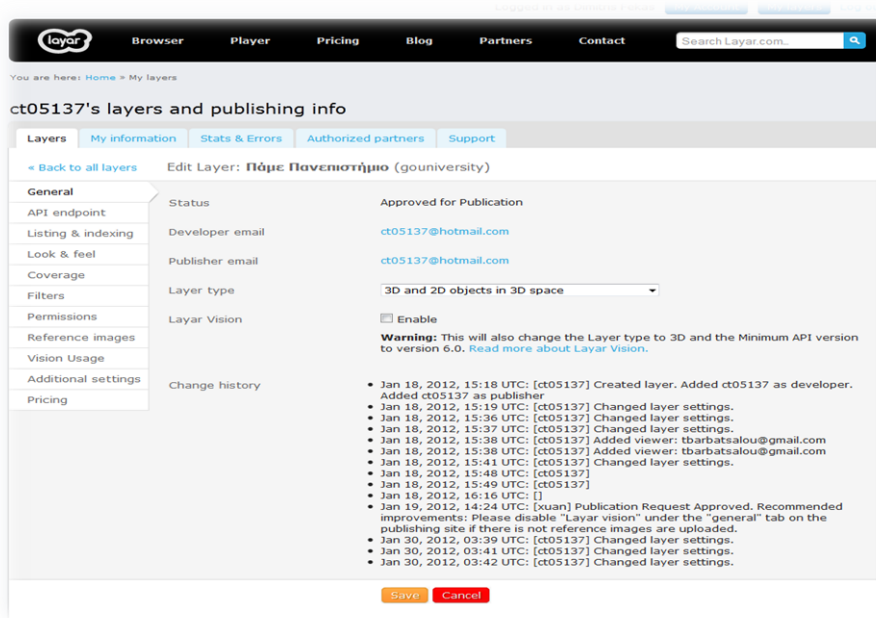 layar
Browser Player Pricing Blog Partners Contact Search Layar.com...
You are here: Home » My layers
ct05137's layers and publishing info
Layers My information Stats & Errors Authorized partners Support
« Back to all layers Edit Layer: Πάμε Πανεπιστήμιο (gouniversity)
General
Status Approved for Publication
API endpoint
Listing & indexing
Developer email ct05137@hotmail.com
Look & feel
Publisher email ct05137@hotmail.com
Coverage
Layer type 3D and 2D objects in 3D space
Filters
Permissions
Layar Vision Enable
Reference images
Warning: This will also change the Layer type to 3D and the Minimum API version
to version 6.0. Read more about Layar Vision.
Vision Usage
Additional settings
Pricing
Change history
• Jan 18, 2012, 15:18 UTC: [ct05137] Created layer. Added ct05137 as developer.
Added ct05137 as publisher
• Jan 18, 2012, 15:19 UTC: [ct05137] Changed layer settings.
• Jan 18, 2012, 15:36 UTC: [ct05137] Changed layer settings.
• Jan 18, 2012, 15:37 UTC: [ct05137] Changed layer settings.
• Jan 18, 2012, 15:38 UTC: [ct05137] Added viewer: tbarbatsalou@gmail.com
• Jan 18, 2012, 15:38 UTC: [ct05137] Added viewer: tbarbatsalou@gmail.com
• Jan 18, 2012, 15:41 UTC: [ct05137] Changed layer settings.
• Jan 18, 2012, 15:48 UTC: [ct05137]
• Jan 18, 2012, 15:49 UTC: [ct05137]
• Jan 18, 2012, 16:16 UTC: []
• Jan 19, 2012, 14:24 UTC: [xuan] Publication Request Approved. Recommended
improvements: Please disable "Layar vision" under the "general" tab on the
publishing site if there is not reference images are uploaded.
• Jan 30, 2012, 03:39 UTC: [ct05137] Changed layer settings.
• Jan 30, 2012, 03:41 UTC: [ct05137] Changed layer settings.
• Jan 30, 2012, 03:42 UTC: [ct05137] Changed layer settings.
Save Cancel